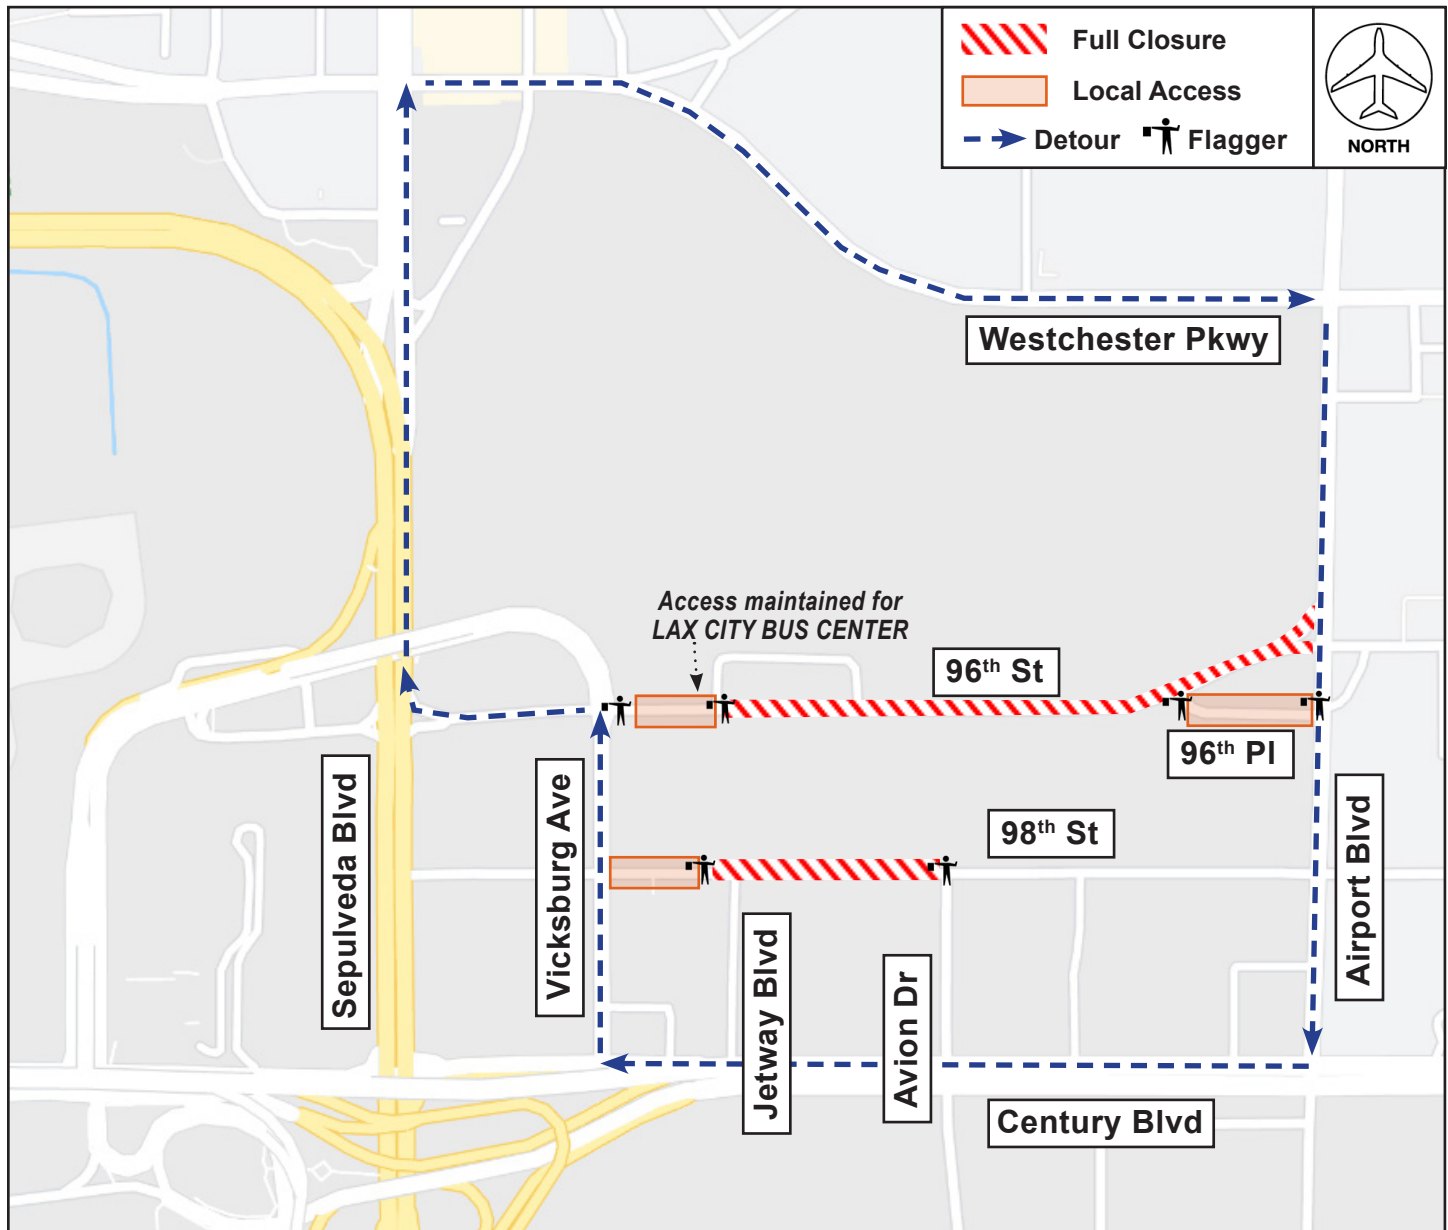 Full Closure
Local Access
Detour
Flagger
NORTH
Westchester Pkwy
Access maintained for
LAX CITY BUS CENTER
96th St
96th Pl
98th St
Sepulveda Blvd
Vicksburg Ave
Jetway Blvd
Avion Dr
Airport Blvd
Century Blvd